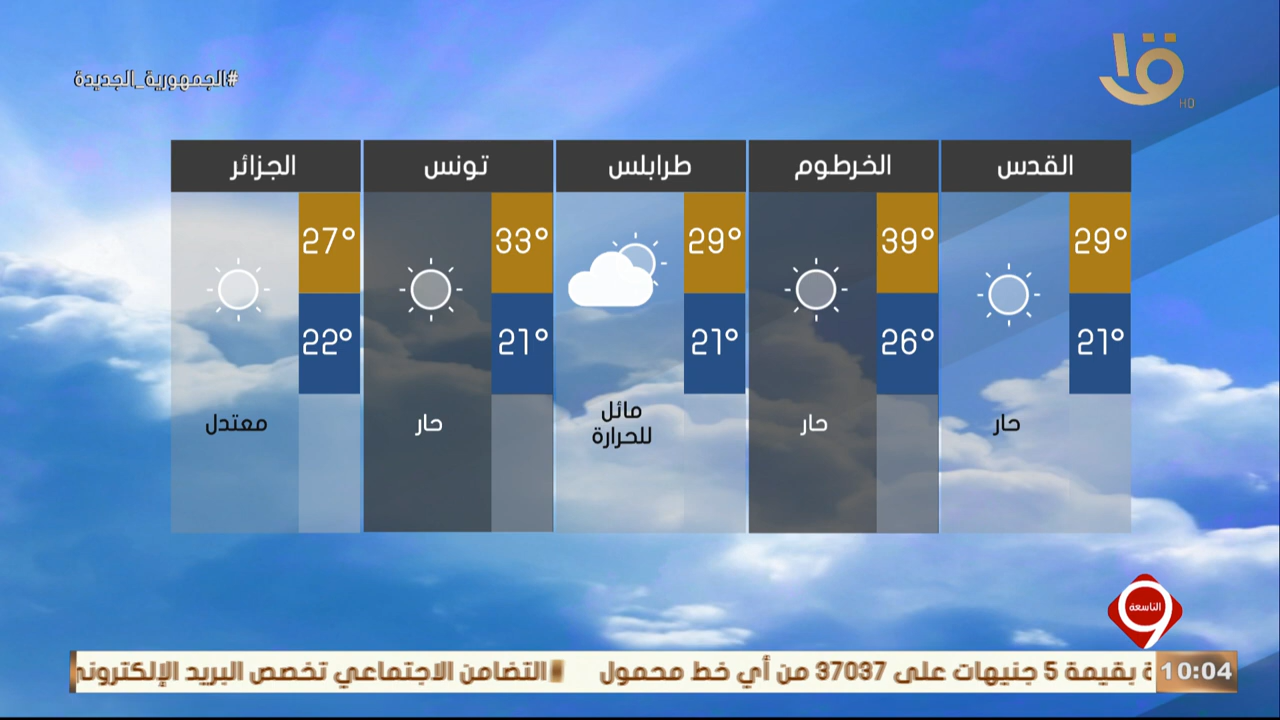 #الجمهورية_الجديدة
HD
القدس
29°
21°
حار
الخرطوم
39°
26°
حار
طرابلس
29°
21°
مائل
للحرارة
تونس
33°
21°
حار
الجزائر
27°
22°
معتدل
التاسعة
9
10:04
ة بقيمة 5 جنيهات على 37037 من أي خط محمول التضامن الاجتماعي تخصص البريد الإلكتروني